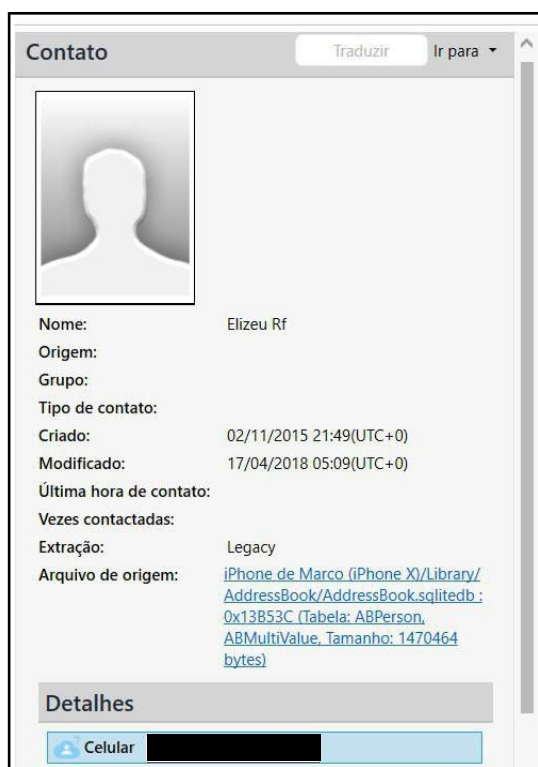 Contato Traduzir Ir para
Nome: Elizeu Rf
Origem:
Grupo:
Tipo de contato:
Criado: 02/11/2015 21:49(UTC+0)
Modificado: 17/04/2018 05:09(UTC+0)
Última hora de contato:
Vezes contactadas:
Extração: Legacy
Arquivo de origem: iPhone de Marco (iPhone X)/Library/
AddressBook/AddressBook.sqlitedb :
0x13B53C (Tabela: ABPerson,
ABMultiValue, Tamanho: 1470464
bytes)
Detalhes
Celular